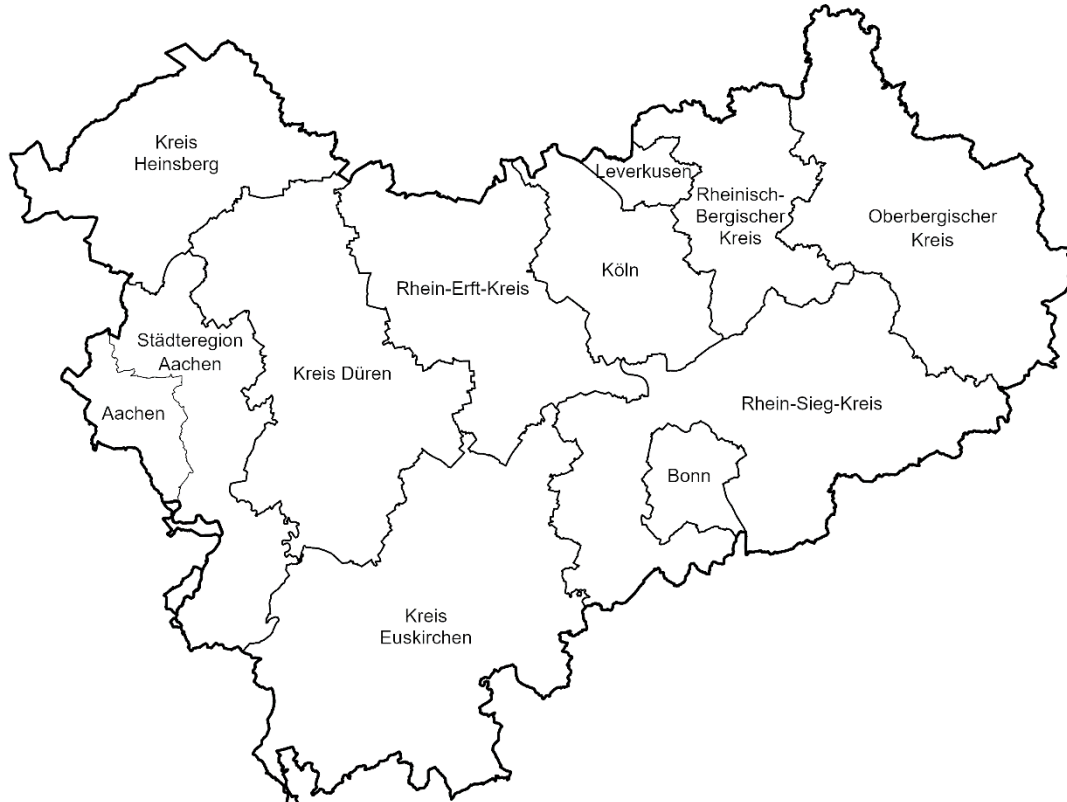 Kreis
Heinsberg
Leverkusen
Rheinisch-
Bergischer
Kreis
Oberbergischer
Kreis
Köln
Rhein-Erft-Kreis
Städteregion
Aachen
Kreis Düren
Aachen
Rhein-Sieg-Kreis
Bonn
Kreis
Euskirchen